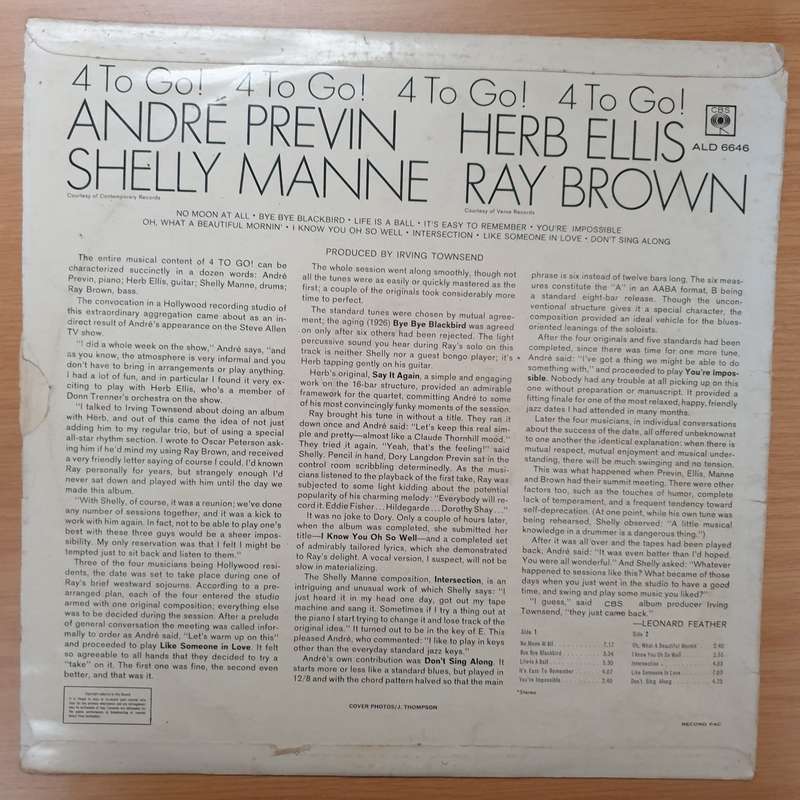 4 To Go! 4 To Go! 4 To Go! 4 To Go!
CBS
ANDRÉ PREVIN HERB ELLIS
ALD 6646
SHELLY MANNE RAY BROWN
Courtesy of Contemporary Records
Courtesy of Verve Records
NO MOON AT ALL • BYE BYE BLACKBIRD • LIFE IS A BALL • IT'S EASY TO REMEMBER • YOU'RE IMPOSSIBLE
OH, WHAT A BEAUTIFUL MORNIN' • I KNOW YOU OH SO WELL • INTERSECTION • LIKE SOMEONE IN LOVE • DON'T SING ALONG
PRODUCED BY IRVING TOWNSEND
The entire musical content of 4 TO GO! can be
characterized succinctly in a dozen words: André
Previn, piano; Herb Ellis, guitar; Shelly Manne, drums;
Ray Brown, bass.
The convocation in a Hollywood recording studio of
this extraordinary aggregation came about as an in-
direct result of André's appearance on the Steve Allen
TV show.
"I did a whole week on the show," André says, "and
as you know, the atmosphere is very informal and you
don't have to bring in arrangements or play anything.
I had a lot of fun, and in particular I found it very ex-
citing to play with Herb Ellis, who's a member of
Donn Trenner's orchestra on the show.
"I talked to Irving Townsend about doing an album
with Herb, and out of this came the idea of not just
adding him to my regular trio, but of using a special
all-star rhythm section. I wrote to Oscar Peterson ask-
ing him if he'd mind my using Ray Brown, and received
a very friendly letter saying of course I could. I'd known
Ray personally for years, but strangely enough I'd
never sat down and played with him until the day we
made this album.
"With Shelly, of course, it was a reunion; we've done
any number of sessions together, and it was a kick to
work with him again. In fact, not to be able to play one's
best with these three guys would be a sheer impos-
sibility. My only reservation was that I felt I might be
tempted just to sit back and listen to them."
Three of the four musicians being Hollywood resi-
dents, the date was set to take place during one of
Ray's brief westward sojourns. According to a pre-
arranged plan, each of the four entered the studio
armed with one original composition; everything else
was to be decided during the session. After a prelude
of general conversation the meeting was called infor-
mally to order as André said, "Let's warm up on this"
and proceeded to play Like Someone in Love. It felt
so agreeable to all hands that they decided to try a
"take" on it. The first one was fine, the second even
better, and that was it.
The whole session went along smoothly, though not
all the tunes were as easily or quickly mastered as the
first; a couple of the originals took considerably more
time to perfect.
The standard tunes were chosen by mutual agree-
ment; the aging (1926) Bye Bye Blackbird was agreed
on only after six others had been rejected. The light
percussive sound you hear during Ray's solo on this
track is neither Shelly nor a guest bongo player; it's
Herb tapping gently on his guitar.
Herb's original, Say It Again, a simple and engaging
work on the 16-bar structure, provided an admirable
framework for the quartet, committing André to some
of his most convincingly funky moments of the session.
Ray brought his tune in without a title. They ran it
down once and André said: "Let's keep this real sim-
ple and pretty—almost like a Claude Thornhill mood."
They tried it again. "Yeah, that's the feeling!" said
Shelly. Pencil in hand, Dory Langdon Previn sat in the
control room scribbling determinedly. As the musi-
cians listened to the playback of the first take, Ray was
subjected to some light kidding about the potential
popularity of his charming melody: "Everybody will re-
cord it. Eddie Fisher... Hildegarde... Dorothy Shay..."
It was no joke to Dory. Only a couple of hours later,
when the album was completed, she submitted her
title—I Know You Oh So Well—and a completed set
of admirably tailored lyrics, which she demonstrated
to Ray's delight. A vocal version, I suspect, will not be
slow in materializing.
The Shelly Manne composition, Intersection, is an
intriguing and unusual work of which Shelly says: "I
just heard it in my head one day, got out my tape
machine and sang it. Sometimes if I try a thing out at
the piano I start trying to change it and lose track of the
original idea." It turned out to be in the key of E. This
pleased André, who commented: "I like to play in keys
other than the everyday standard jazz keys."
André's own contribution was Don't Sing Along. It
starts more or less like a standard blues, but played in
12/8 and with the chord pattern halved so that the main
phrase is six instead of twelve bars long. The six meas-
ures constitute the "A" in an AABA format, B being
a standard eight-bar release. Though the uncon-
ventional structure gives it a special character, the
composition provided an ideal vehicle for the blues-
oriented leanings of the soloists.
After the four originals and five standards had been
completed, since there was time for one more tune,
André said: "I've got a thing we might be able to do
something with," and proceeded to play You're Impos-
sible. Nobody had any trouble at all picking up on this
one without preparation or manuscript. It provided a
fitting finale for one of the most relaxed, happy, friendly
jazz dates I had attended in many months.
Later the four musicians, in individual conversations
about the success of the date, all offered unbeknownst
to one another the identical explanation: when there is
mutual respect, mutual enjoyment and musical under-
standing, there will be much swinging and no tension.
This was what happened when Previn, Ellis, Manne
and Brown had their summit meeting. There were other
factors too, such as the touches of humor, complete
lack of temperament, and a frequent tendency toward
self-deprecation. (At one point, while his own tune was
being rehearsed, Shelly observed: "A little musical
knowledge in a drummer is a dangerous thing.")
After it was all over and the tapes had been played
back, André said: "It was even better than I'd hoped.
You were all wonderful." And Shelly asked: "Whatever
happened to sessions like this? What became of those
days when you just went in the studio to have a good
time, and swing and play some music you liked?"
"I guess," said CBS album producer Irving
Townsend, "they just came back."
—LEONARD FEATHER
Side 1
No Moon At All 7.17
Bye Bye Blackbird 5.34
Life Is A Ball 5.30
It's Easy To Remember 4.07
You're Impossible 2.40
Side 2
Oh, What A Beautiful Mornin' 3.40
I Know You Oh So Well
Intersection
Like Someone In Love
Don't Sing Along 4.25
*Stereo
COVER PHOTOS/J. THOMPSON
RECORD PAC